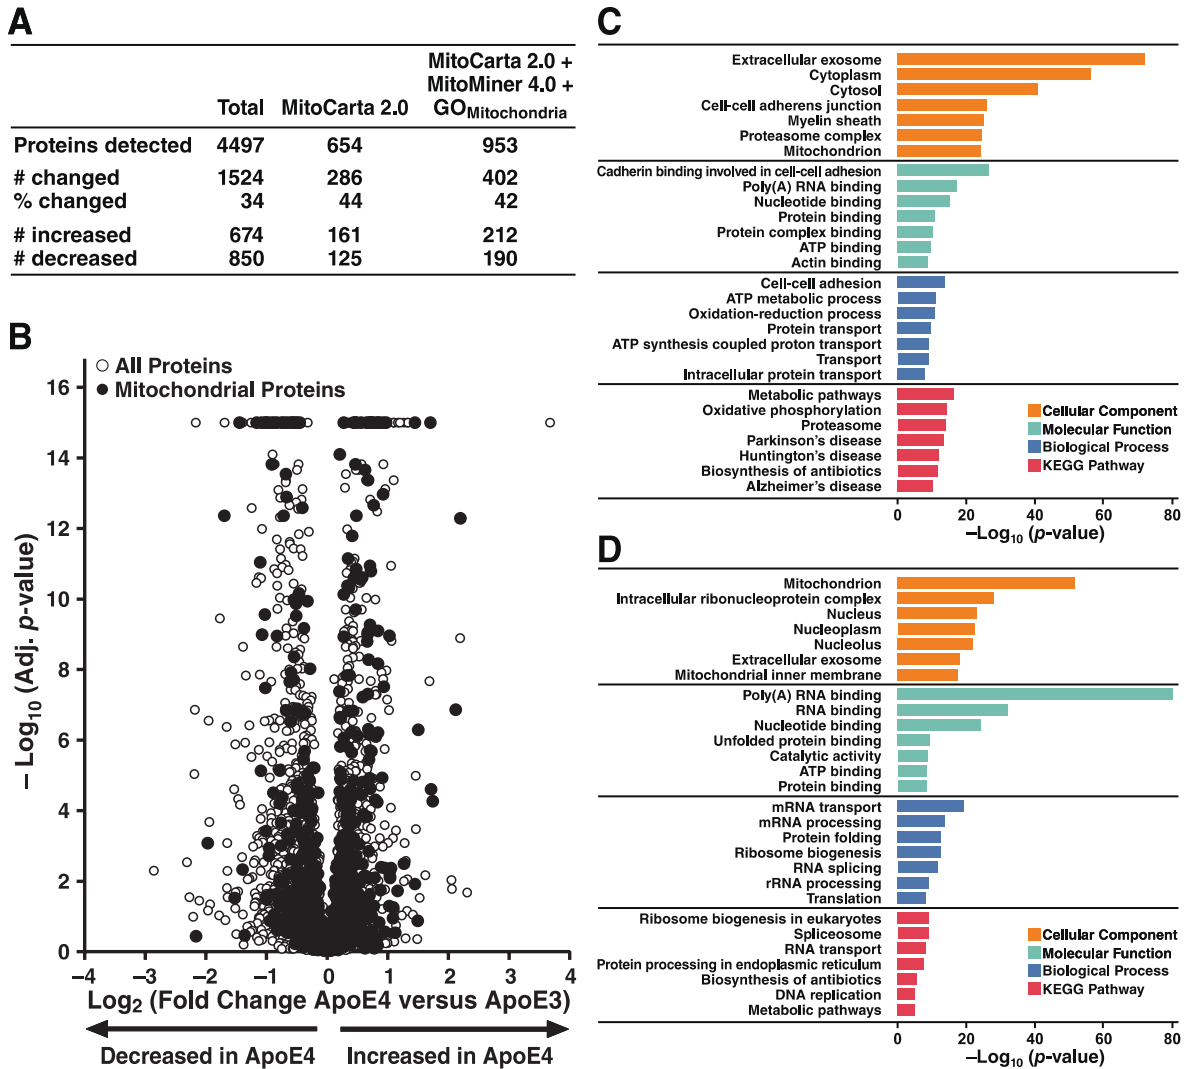 A
MitoCarta 2.0 +
MitoMiner 4.0 +
Total MitoCarta 2.0 GOMitochondria
Proteins detected 4497 654 953
# changed 1524 286 402
% changed 34 44 42
# increased 674 161 212
# decreased 850 125 190
B
All Proteins
Mitochondrial Proteins
16
14
12
10
8
6
4
2
0
– Log10 (Adj. p-value)
–4 –3 –2 –1 0 1 2 3 4
Log2 (Fold Change ApoE4 versus ApoE3)
Decreased in ApoE4 Increased in ApoE4
C
Extracellular exosome
Cytoplasm
Cytosol
Cell-cell adherens junction
Myelin sheath
Proteasome complex
Mitochondrion
Cadherin binding involved in cell-cell adhesion
Poly(A) RNA binding
Nucleotide binding
Protein binding
Protein complex binding
ATP binding
Actin binding
Cell-cell adhesion
ATP metabolic process
Oxidation-reduction process
Protein transport
ATP synthesis coupled proton transport
Transport
Intracellular protein transport
Metabolic pathways
Oxidative phosphorylation
Proteasome
Parkinson's disease
Huntington's disease
Biosynthesis of antibiotics
Alzheimer's disease
Cellular Component
Molecular Function
Biological Process
KEGG Pathway
0 20 40 60 80
–Log10 (p-value)
D
Mitochondrion
Intracellular ribonucleoprotein complex
Nucleus
Nucleoplasm
Nucleolus
Extracellular exosome
Mitochondrial inner membrane
Poly(A) RNA binding
RNA binding
Nucleotide binding
Unfolded protein binding
Catalytic activity
ATP binding
Protein binding
mRNA transport
mRNA processing
Protein folding
Ribosome biogenesis
RNA splicing
rRNA processing
Translation
Ribosome biogenesis in eukaryotes
Spliceosome
RNA transport
Protein processing in endoplasmic reticulum
Biosynthesis of antibiotics
DNA replication
Metabolic pathways
Cellular Component
Molecular Function
Biological Process
KEGG Pathway
0 20 40 60 80
–Log10 (p-value)